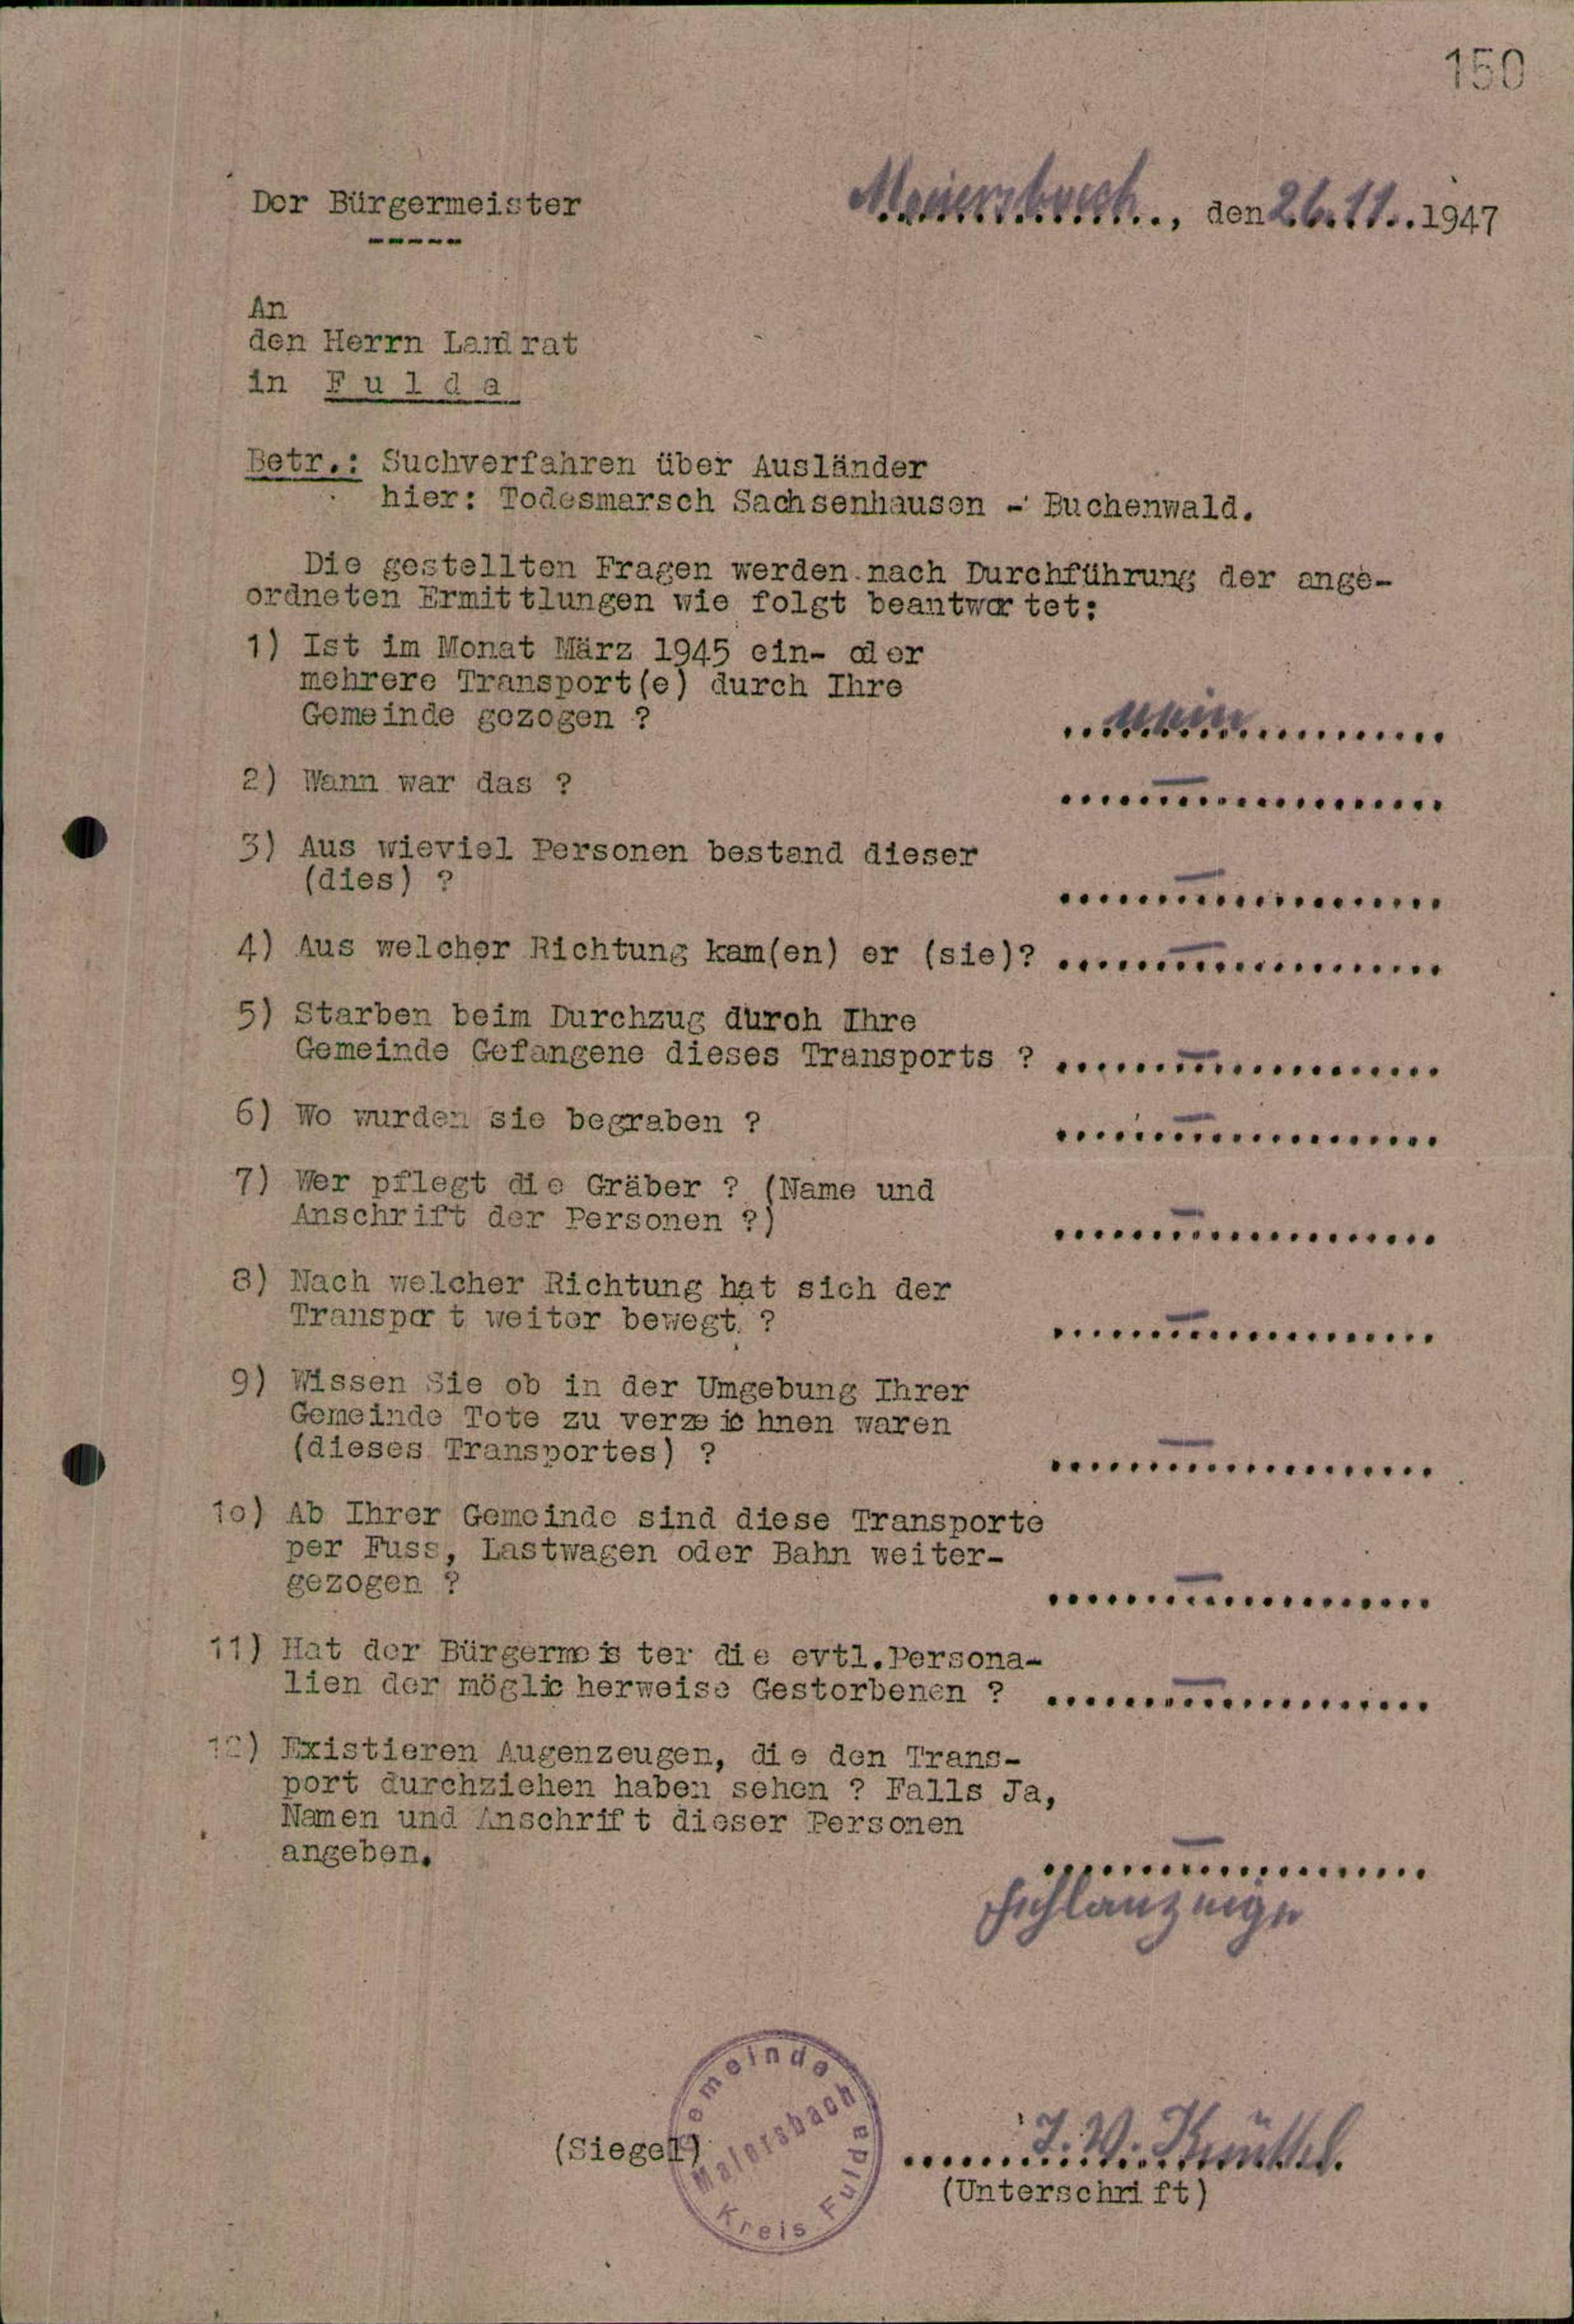 150
Der Bürgermeister
-----
Maiersbach, den 26.11. 1947
An
den Herrn Landrat
in F u l d a
Betr.: Suchverfahren über Ausländer
hier: Todesmarsch Sachsenhausen - Buchenwald.
Die gestellten Fragen werden nach Durchführung der ange-
ordneten Ermittlungen wie folgt beantwortet:
1) Ist im Monat März 1945 ein- oder
mehrere Transport(e) durch Ihre
Gemeinde gezogen ? nein
2) Wann war das ? —
3) Aus wieviel Personen bestand dieser
(dies) ? —
4) Aus welcher Richtung kam(en) er (sie)? —
5) Starben beim Durchzug durch Ihre
Gemeinde Gefangene dieses Transports ? —
6) Wo wurden sie begraben ? —
7) Wer pflegt die Gräber ? (Name und
Anschrift der Personen ?) —
8) Nach welcher Richtung hat sich der
Transport weiter bewegt ? —
9) Wissen Sie ob in der Umgebung Ihrer
Gemeinde Tote zu verzeichnen waren
(dieses Transportes) ? —
1o) Ab Ihrer Gemeinde sind diese Transporte
per Fuss, Lastwagen oder Bahn weiter-
gezogen ? —
11) Hat der Bürgermeister die evtl.Persona-
lien der möglicherweise Gestorbenen ? —
12) Existieren Augenzeugen, die den Trans-
port durchziehen haben sehen ? Falls Ja,
Namen und Anschrift dieser Personen
angeben. —
Fehlanzeige
(Siegel)
Gemeinde
Maiersbach
Kreis Fulda
I.V. Knüttel
(Unterschrift)